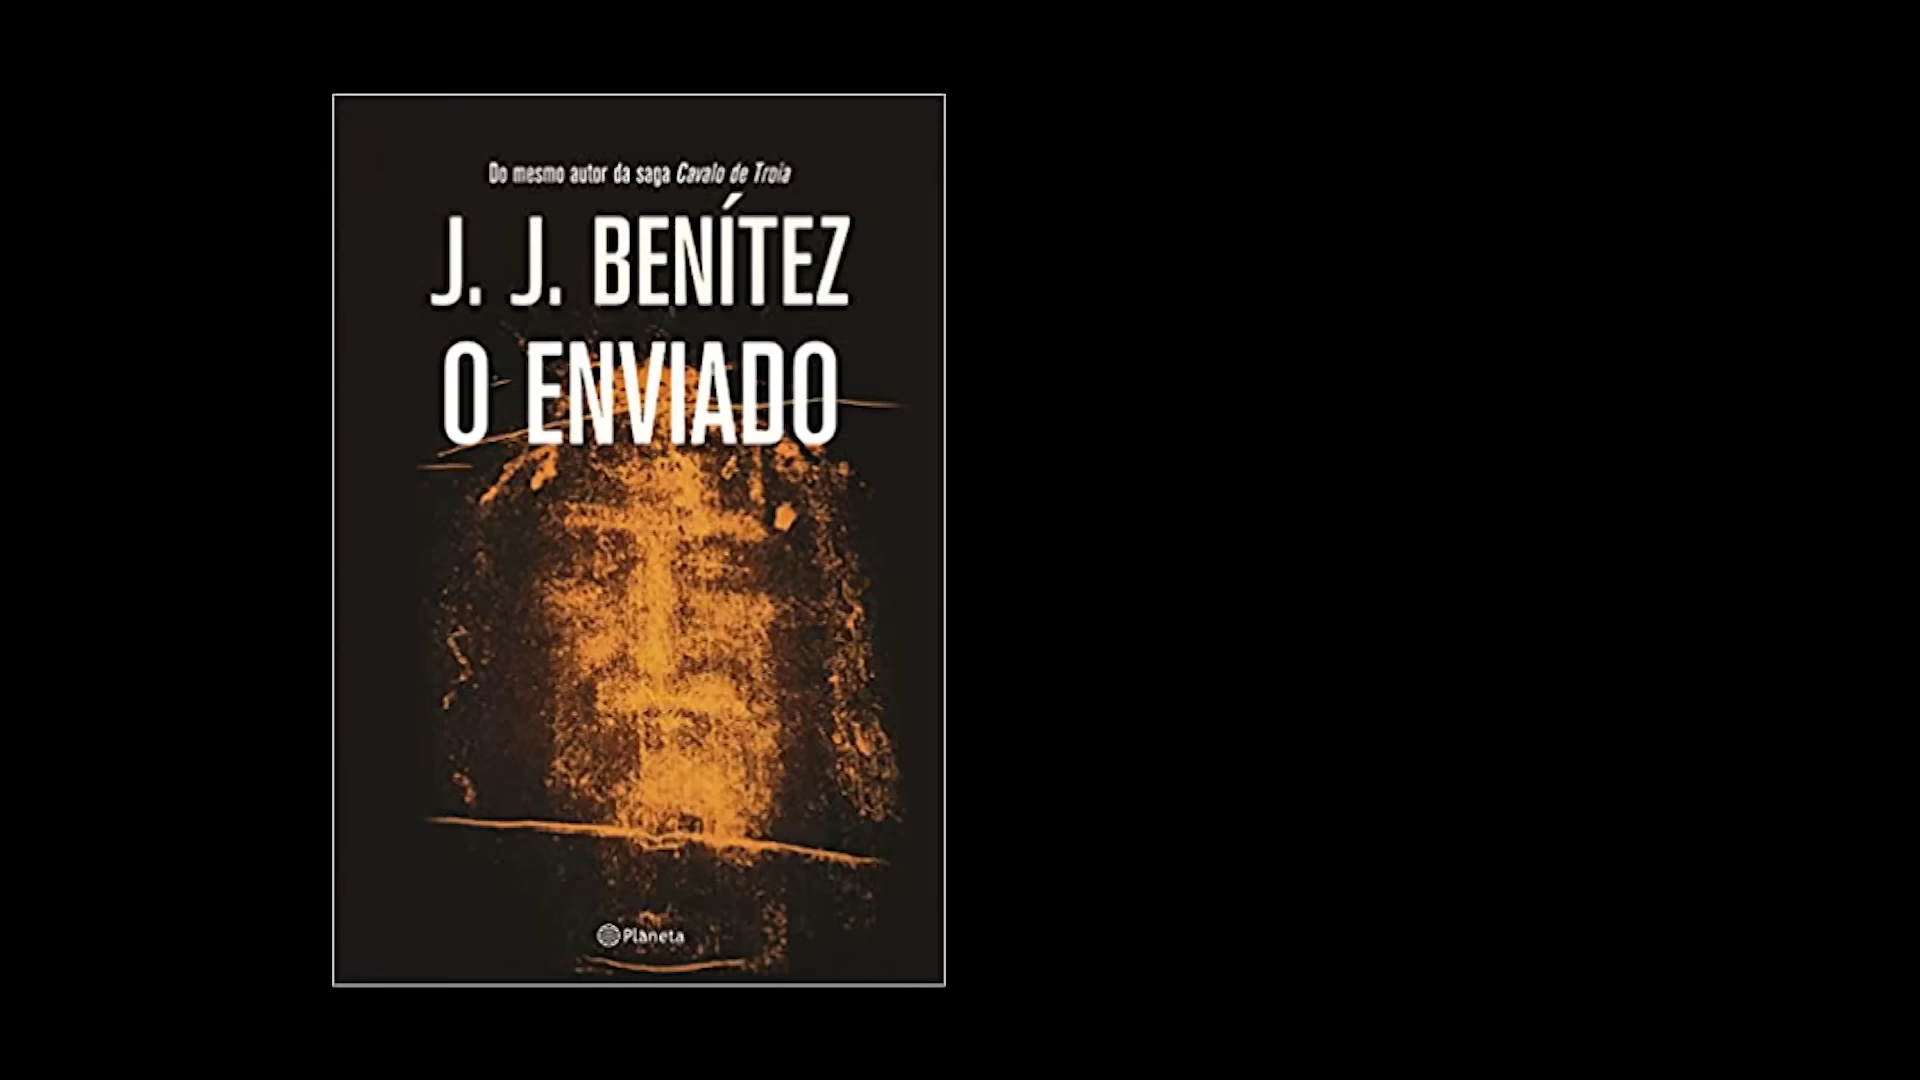 Do mesmo autor da saga Cavalo de Troia
J. J. BENÍTEZ
O ENVIADO
Planeta